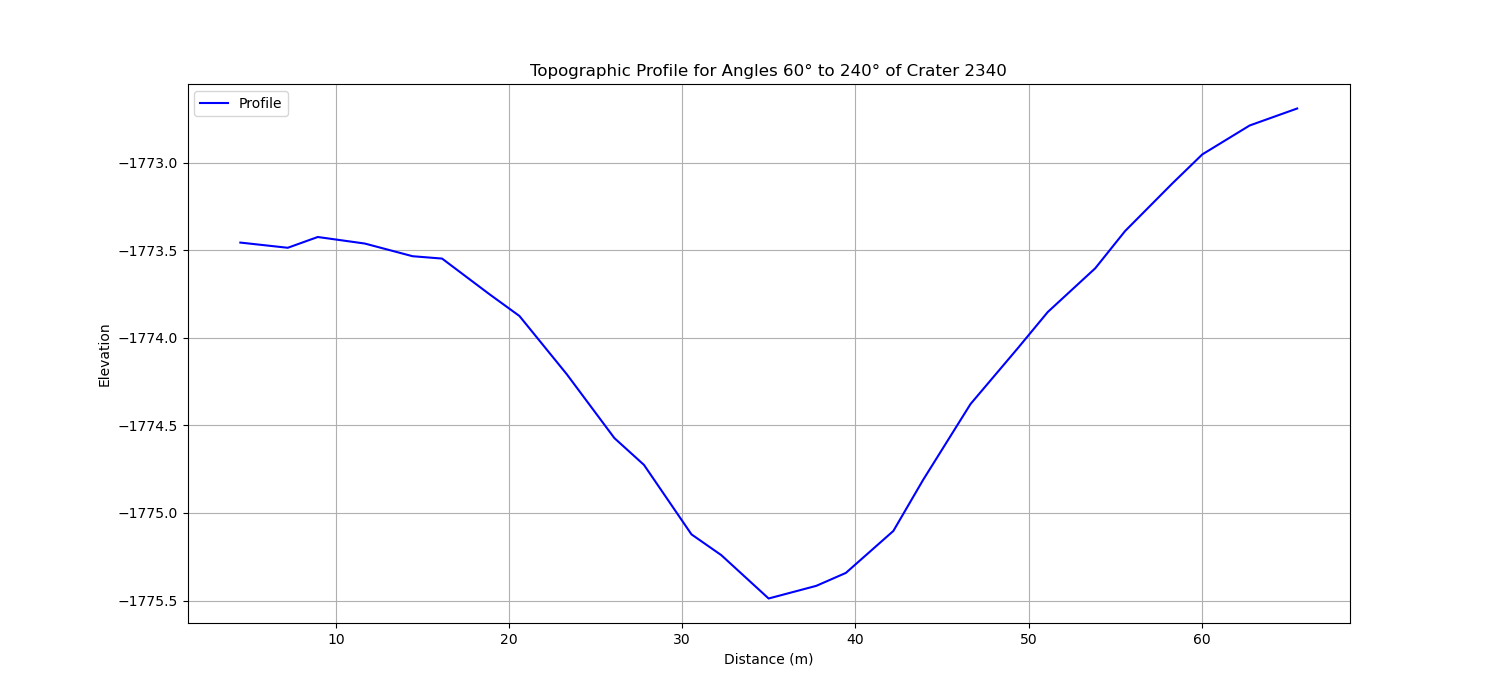 Topographic Profile for Angles 60° to 240° of Crater 2340
Profile
−1773.0
−1773.5
−1774.0
−1774.5
−1775.0
−1775.5
Elevation
10 20 30 40 50 60
Distance (m)